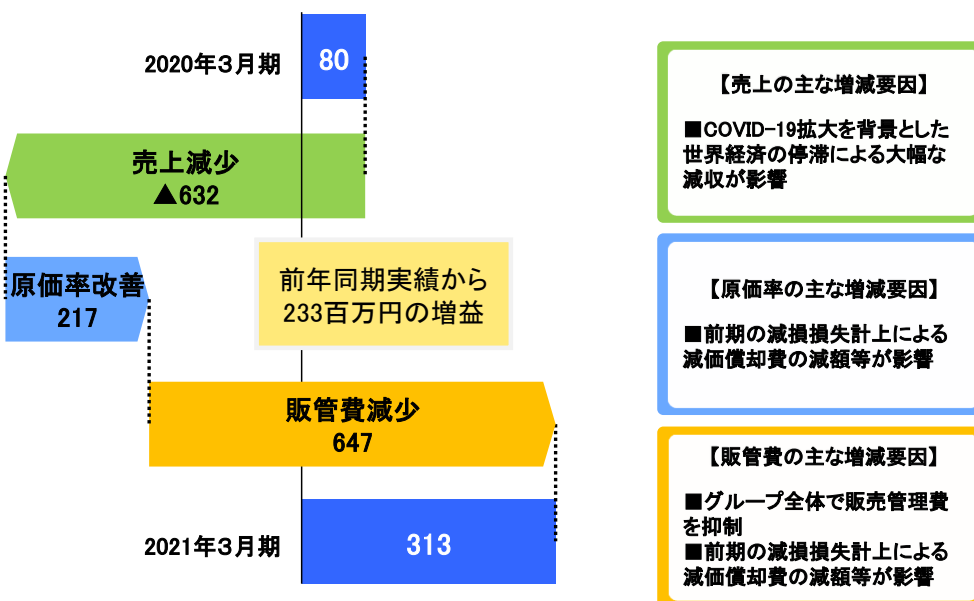 2020年3月期
80
売上減少
▲632
原価率改善
217
前年同期実績から
233百万円の増益
販管費減少
647
2021年3月期
313
【売上の主な増減要因】
■COVID-19拡大を背景とした
世界経済の停滞による大幅な
減収が影響
【原価率の主な増減要因】
■前期の減損損失計上による
減価償却費の減額等が影響
【販管費の主な増減要因】
■グループ全体で販売管理費
を抑制
■前期の減損損失計上による
減価償却費の減額等が影響